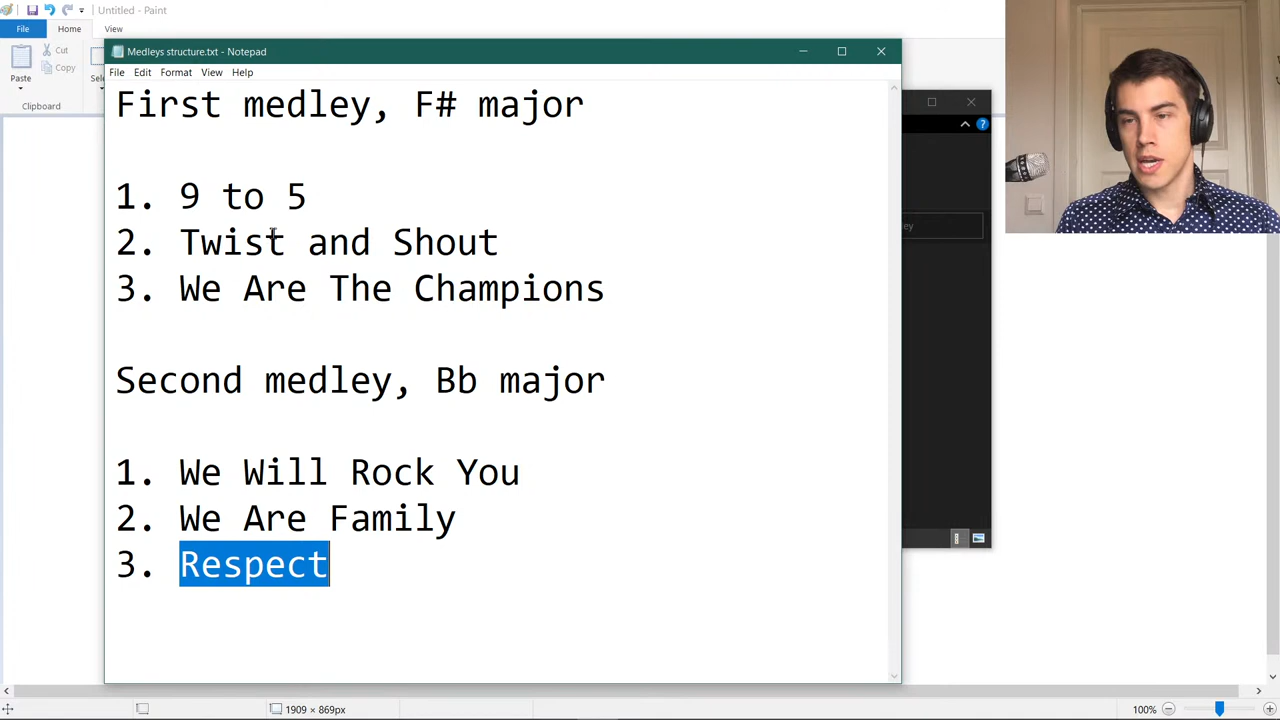 Untitled - Paint
File Home View
Paste
Cut
Copy
Clipboard
Medleys structure.txt - Notepad
File Edit Format View Help
First medley, F# major
1. 9 to 5
2. Twist and Shout
3. We Are The Champions
Second medley, Bb major
1. We Will Rock You
2. We Are Family
3. Respect
1909 × 869px
100%